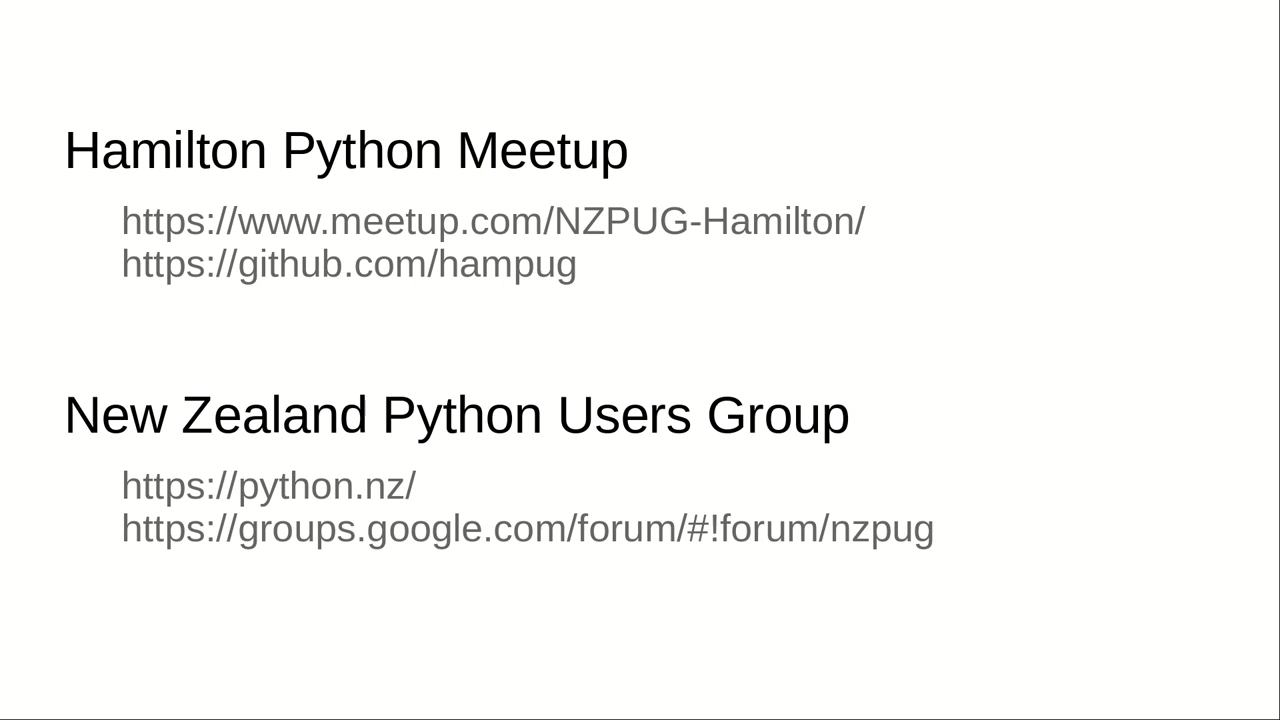 Hamilton Python Meetup
https://www.meetup.com/NZPUG-Hamilton/
https://github.com/hampug
New Zealand Python Users Group
https://python.nz/
https://groups.google.com/forum/#!forum/nzpug